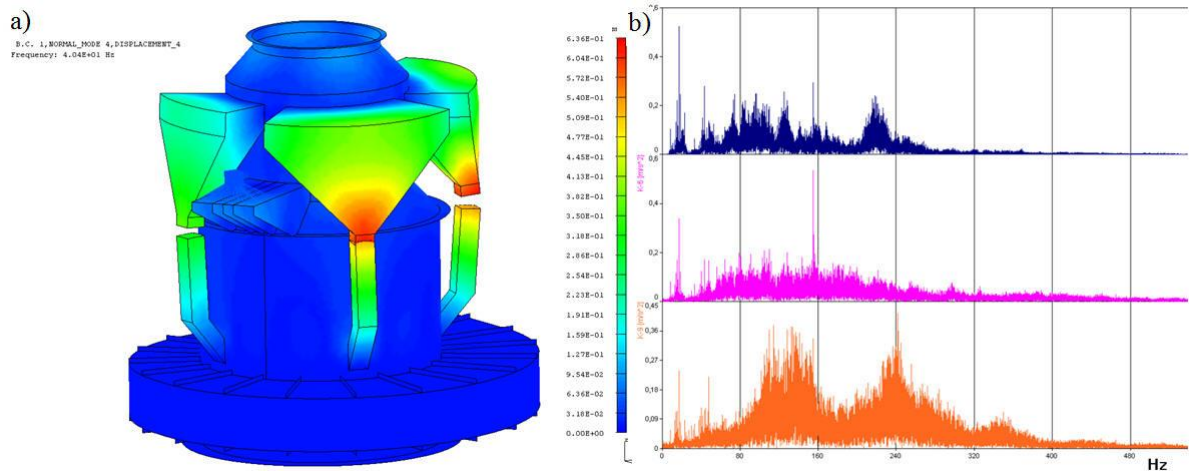 a)
B.C. 1,NORMAL_MODE 4,DISPLACEMENT_4
Frequency: 4.04E+01 Hz
6.36E-01
6.04E-01
5.72E-01
5.40E-01
5.09E-01
4.77E-01
4.45E-01
4.13E-01
3.82E-01
3.50E-01
3.18E-01
2.86E-01
2.54E-01
2.23E-01
1.91E-01
1.59E-01
1.27E-01
9.54E-02
6.36E-02
3.18E-02
0.00E+00
b)
0,6
0,4
0,2
0
0,6
0,4
0,2
0
0,45
0,36
0,27
0,18
0,09
0
0
80
160
240
320
400
480
Hz